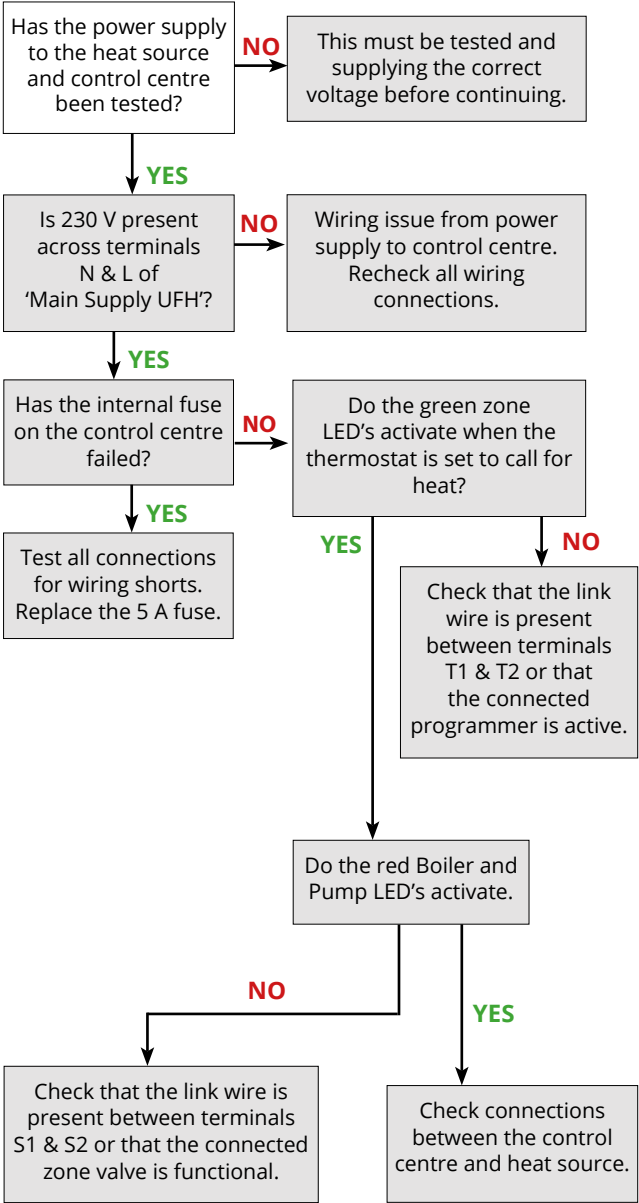 Has the power supply
to the heat source
and control centre
been tested?
NO
This must be tested and
supplying the correct
voltage before continuing.
YES
Is 230 V present
across terminals
N & L of
‘Main Supply UFH’?
NO
Wiring issue from power
supply to control centre.
Recheck all wiring
connections.
YES
Has the internal fuse
on the control centre
failed?
NO
Do the green zone
LED’s activate when the
thermostat is set to call for
heat?
YES
Test all connections
for wiring shorts.
Replace the 5 A fuse.
YES
NO
Check that the link
wire is present
between terminals
T1 & T2 or that
the connected
programmer is active.
Do the red Boiler and
Pump LED’s activate.
NO
YES
Check that the link wire is
present between terminals
S1 & S2 or that the connected
zone valve is functional.
Check connections
between the control
centre and heat source.